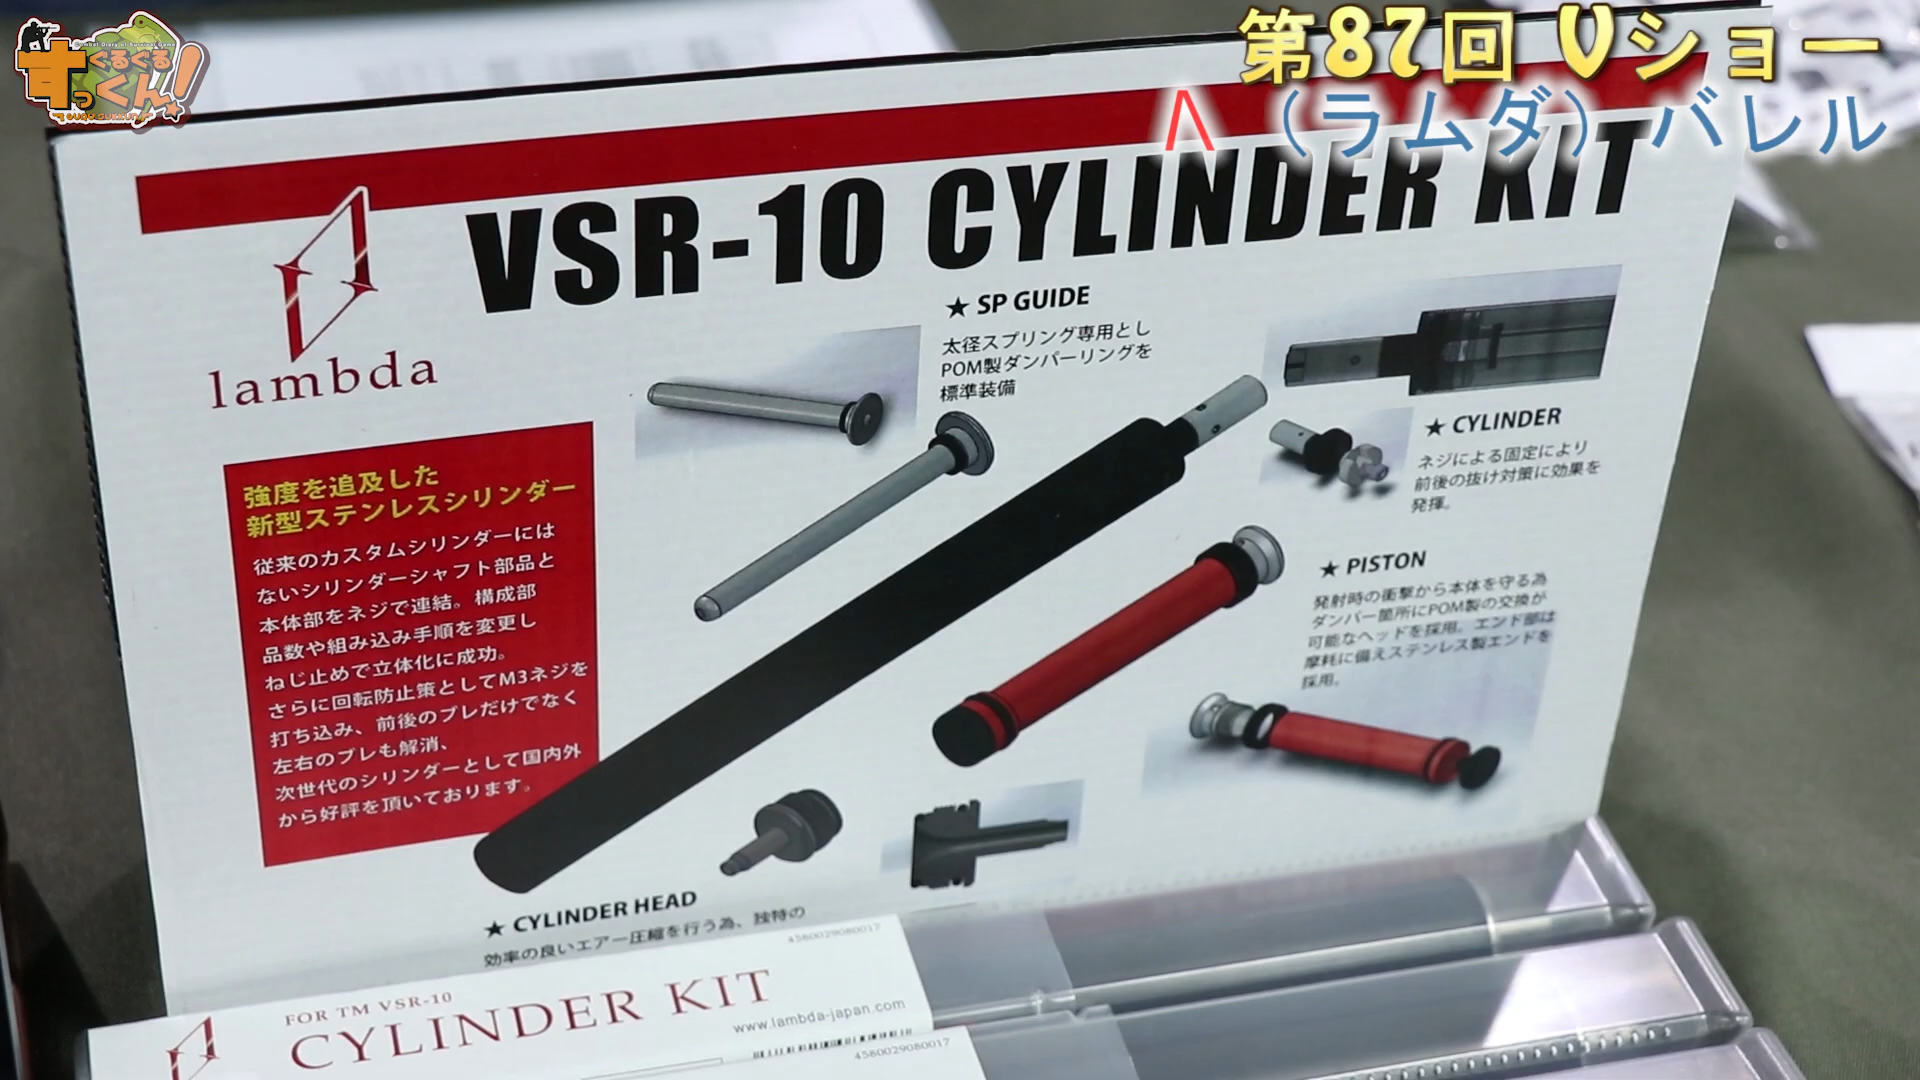 第87回 Vショー
Λ（ラムダ）バレル
Combat Diary of Survival Game
すぐるぐる
っくん！
VSR-10 CYLINDER KIT
lambda
★ SP GUIDE
太径スプリング専用とし
POM製ダンパーリングを
標準装備
★ CYLINDER
ネジによる固定により
前後の抜け対策に効果を
発揮。
★ PISTON
発射時の衝撃から本体を守る為
ダンパー箇所にPOM製の交換が
可能なヘッドを採用。エンド部は
摩耗に備えステンレス製エンドを
採用。
強度を追及した
新型ステンレスシリンダー
従来のカスタムシリンダーには
ないシリンダーシャフト部品と
本体部をネジで連結。構成部
品数や組み込み手順を変更し
ねじ止めで立体化に成功。
さらに回転防止策としてM3ネジを
打ち込み、前後のブレだけでなく
左右のブレも解消、
次世代のシリンダーとして国内外
から好評を頂いております。
★ CYLINDER HEAD
効率の良いエアー圧縮を行う為、独特の
4580029080017
FOR TM VSR-10
CYLINDER KIT
www.lambda-japan.com
4580029080017